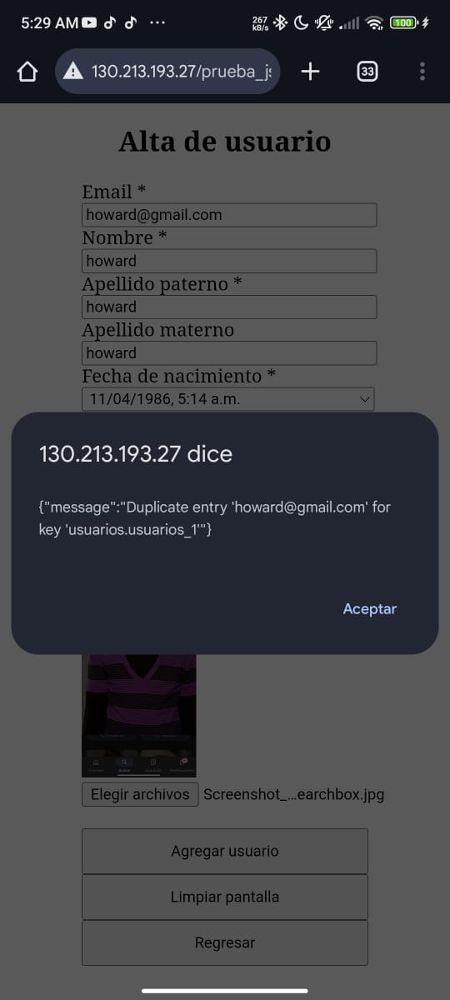 5:29 AM
267 kB/s
100
130.213.193.27/prueba_js
33
Alta de usuario
Email *
howard@gmail.com
Nombre *
howard
Apellido paterno *
howard
Apellido materno
howard
Fecha de nacimiento *
11/04/1986, 5:14 a.m.
130.213.193.27 dice
{"message":"Duplicate entry 'howard@gmail.com' for
key 'usuarios.usuarios_1'"}
Aceptar
Elegir archivos Screenshot_...earchbox.jpg
Agregar usuario
Limpiar pantalla
Regresar